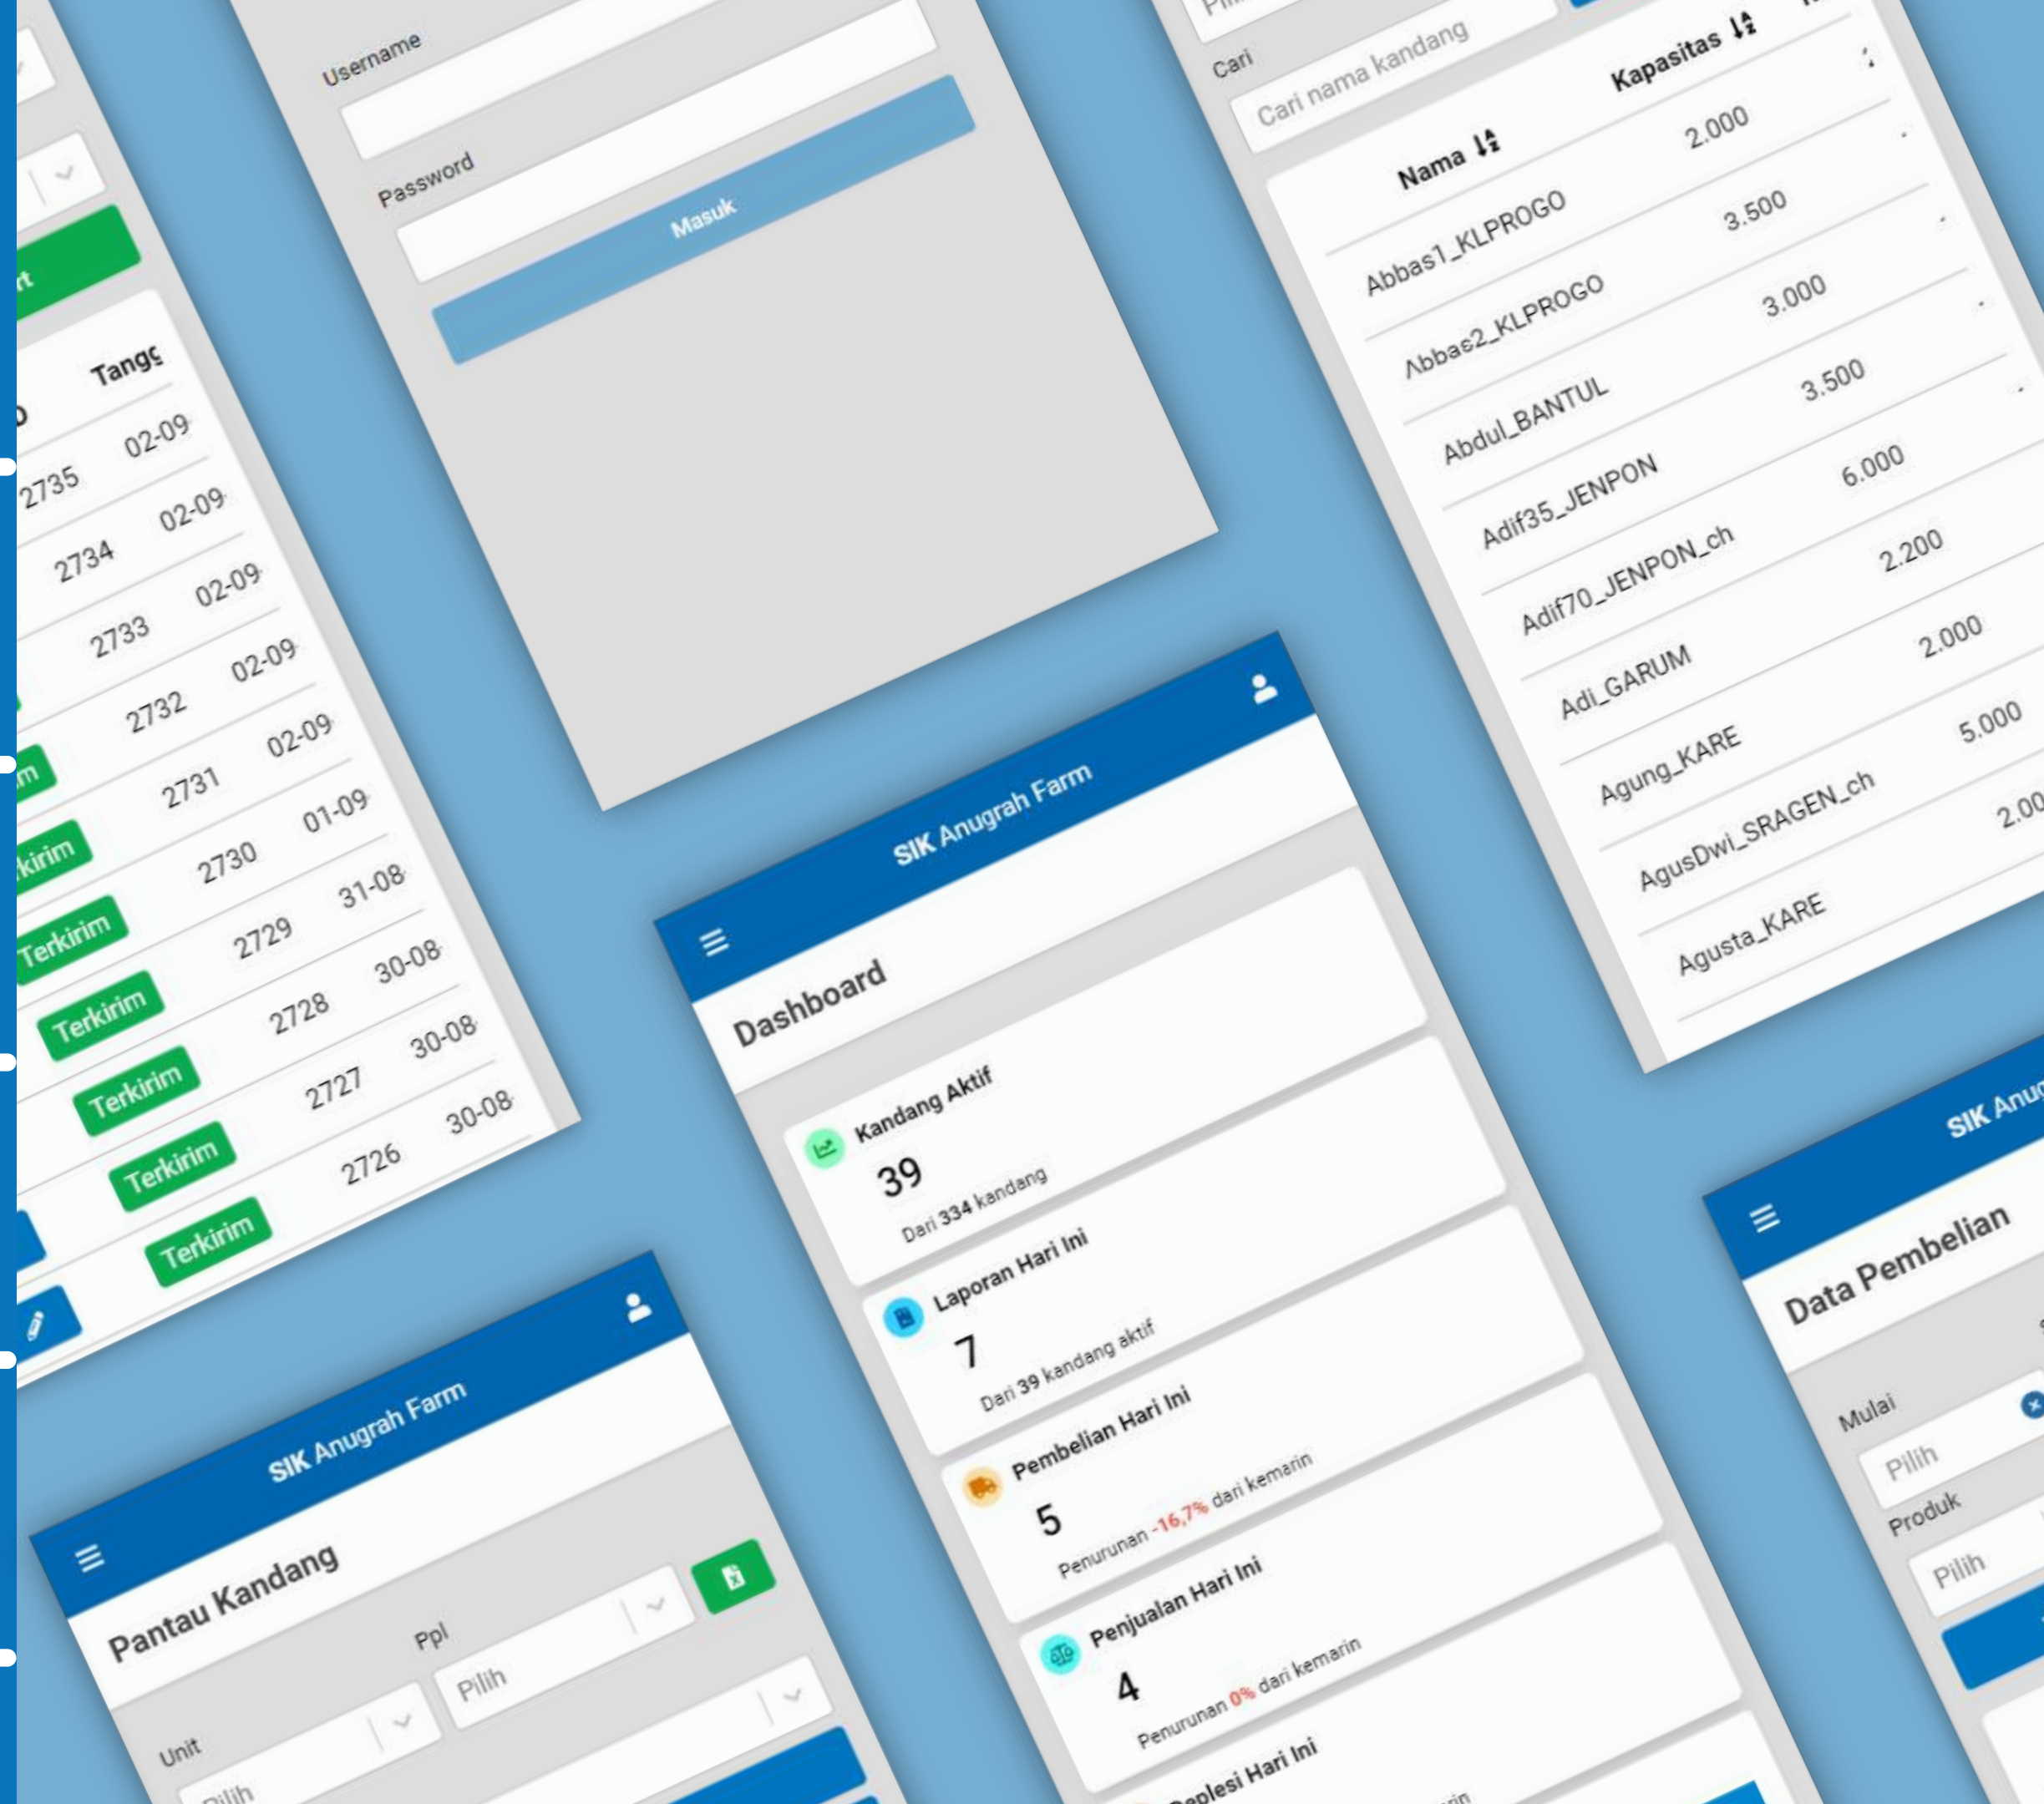 Username
Password
Masuk
Cari
Cari nama kandang
Nama
Kapasitas
Abbas1_KLPROGO 2.000
Abbas2_KLPROGO 3.500
Abdul_BANTUL 3.000
Adif35_JENPON 3.500
Adif70_JENPON_ch 6.000
Adi_GARUM 2.200
Agung_KARE 2.000
AgusDwi_SRAGEN_ch 5.000
Agusta_KARE
2735 02-09
2734 02-09
2733 02-09
2732 02-09
2731 02-09
Terkirim 2730 01-09
Terkirim 2729 31-08
Terkirim 2728 30-08
Terkirim 2727 30-08
Terkirim 2726 30-08
SIK Anugrah Farm
Dashboard
Kandang Aktif
39
Dari 334 kandang
Laporan Hari Ini
7
Dari 39 kandang aktif
Pembelian Hari Ini
5
Penurunan -16,7% dari kemarin
Penjualan Hari Ini
4
Penurunan 0% dari kemarin
Deplesi Hari Ini
SIK Anugrah Farm
Pantau Kandang
Unit
Pilih
Ppl
Pilih
SIK
Data Pembelian
Mulai
Pilih
Produk
Pilih